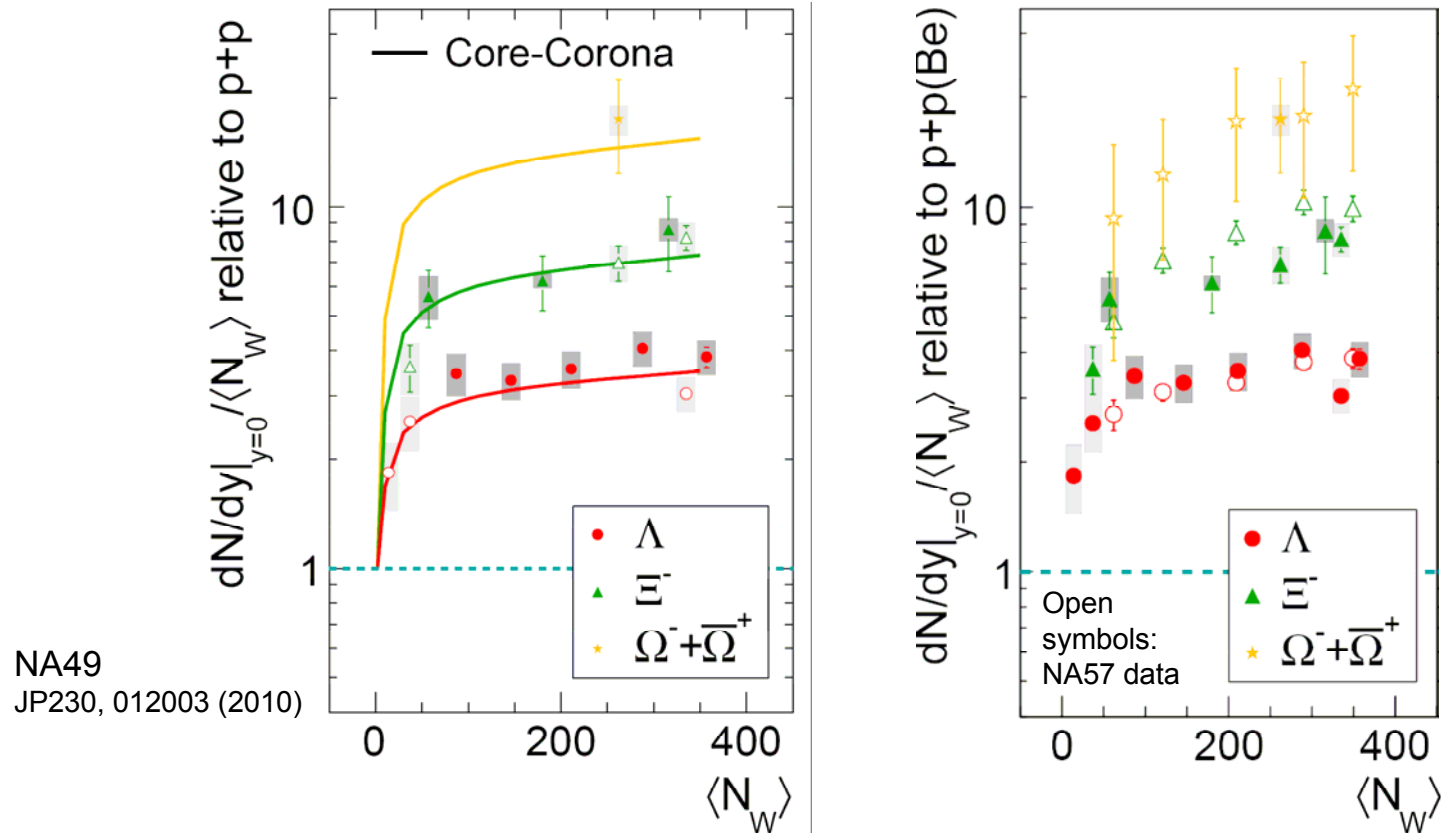 dN/dy|y=0/⟨NW⟩ relative to p+p
Core-Corona
10
1
Λ
Ξ-
Ω-+Ω̅+
0
200
400
⟨NW⟩
NA49
JP230, 012003 (2010)
dN/dy|y=0/⟨NW⟩ relative to p+p(Be)
10
1
Open
symbols:
NA57 data
Λ
Ξ-
Ω-+Ω̅+
0
200
400
⟨NW⟩